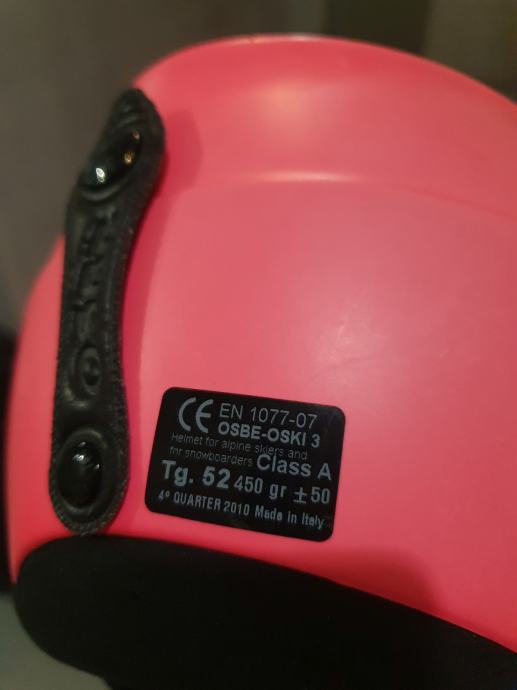 CE EN 1077-07
OSBE-OSKI 3
Helmet for alpine skiers and
for snowboarders Class A
Tg. 52 450 gr ±50
4º QUARTER 2010 Made in Italy